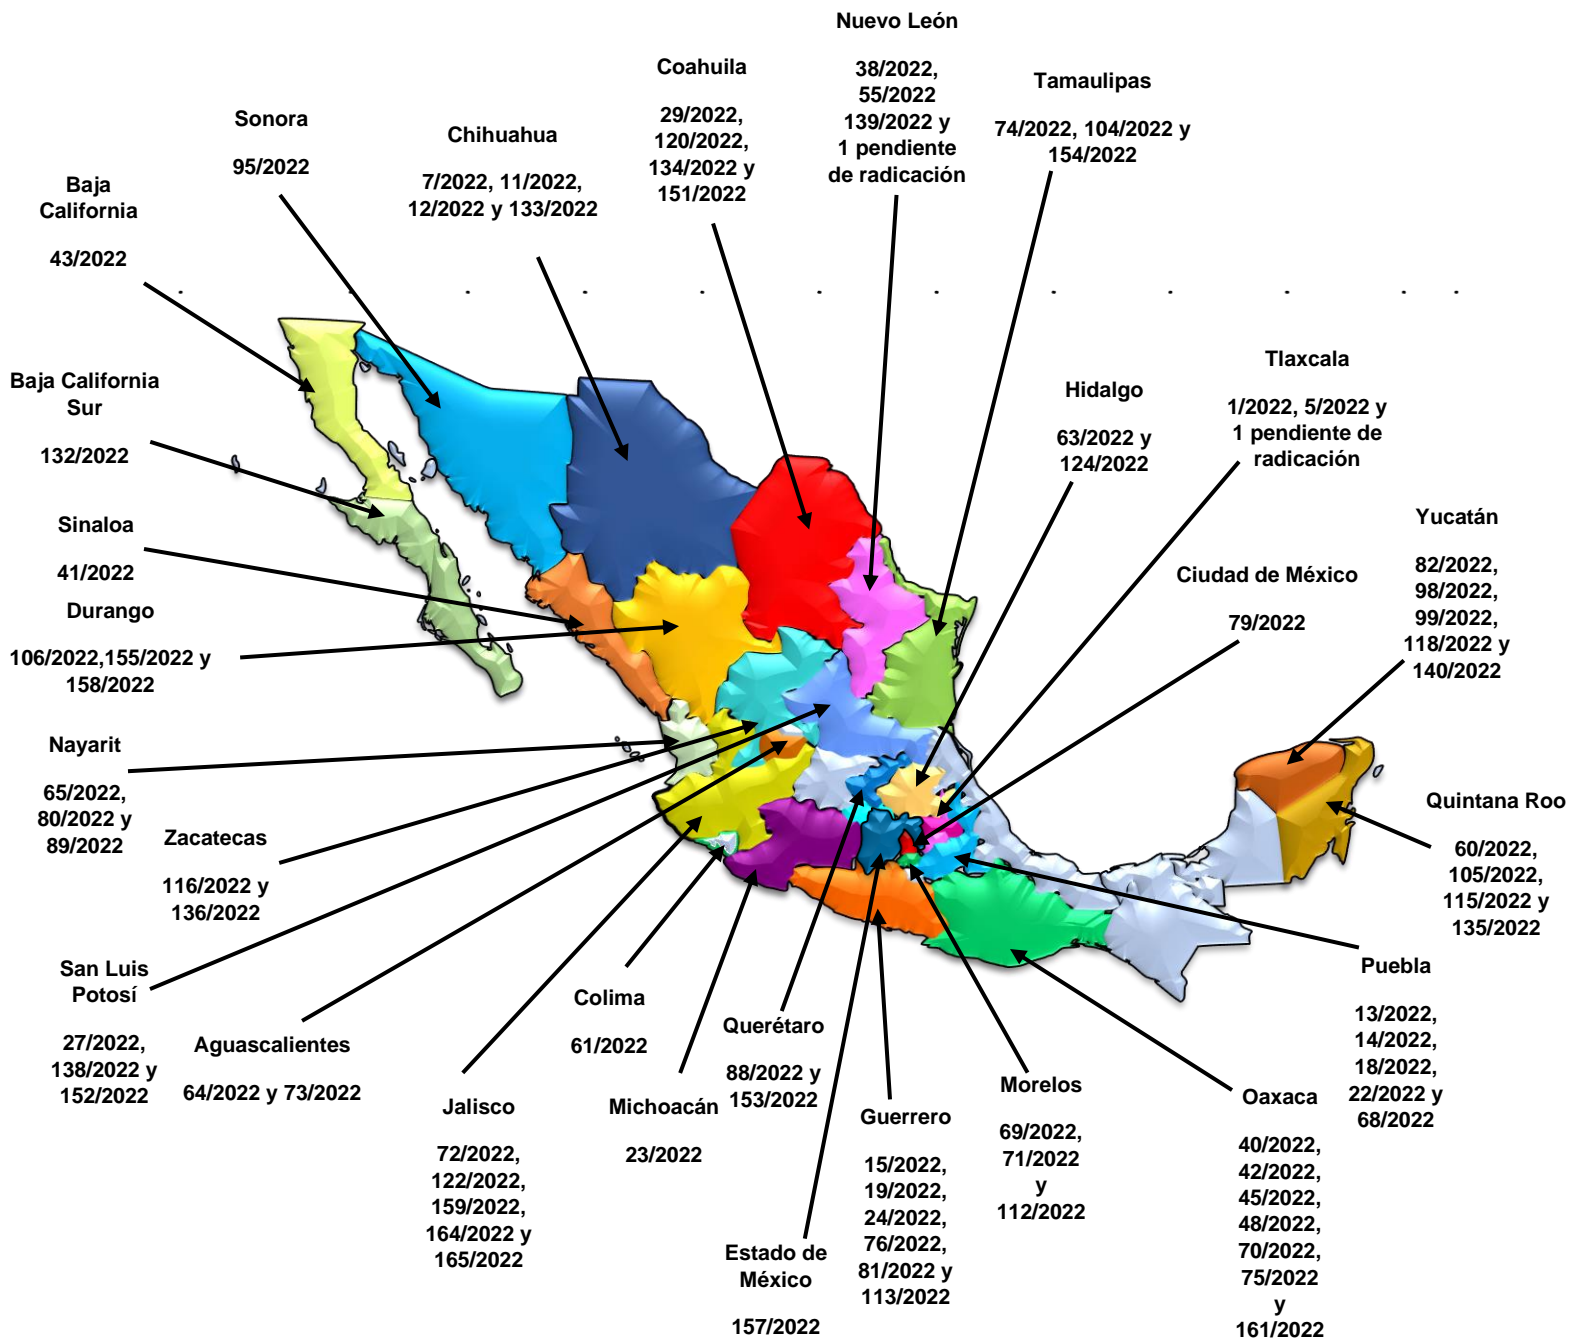 Nuevo León
38/2022,
55/2022
139/2022 y
1 pendiente
de radicación
Coahuila
29/2022,
120/2022,
134/2022 y
151/2022
Tamaulipas
74/2022, 104/2022 y
154/2022
Sonora
95/2022
Chihuahua
7/2022, 11/2022,
12/2022 y 133/2022
Baja
California
43/2022
Baja California
Sur
132/2022
Tlaxcala
1/2022, 5/2022 y
1 pendiente de
radicación
Hidalgo
63/2022 y
124/2022
Sinaloa
41/2022
Yucatán
82/2022,
98/2022,
99/2022,
118/2022 y
140/2022
Ciudad de México
79/2022
Durango
106/2022,155/2022 y
158/2022
Nayarit
65/2022,
80/2022 y
89/2022
Quintana Roo
60/2022,
105/2022,
115/2022 y
135/2022
Zacatecas
116/2022 y
136/2022
San Luis
Potosí
27/2022,
138/2022 y
152/2022
Aguascalientes
64/2022 y 73/2022
Colima
61/2022
Querétaro
88/2022 y
153/2022
Puebla
13/2022,
14/2022,
18/2022,
22/2022 y
68/2022
Jalisco
72/2022,
122/2022,
159/2022,
164/2022 y
165/2022
Michoacán
23/2022
Guerrero
15/2022,
19/2022,
24/2022,
76/2022,
81/2022 y
113/2022
Morelos
69/2022,
71/2022
y
112/2022
Oaxaca
40/2022,
42/2022,
45/2022,
48/2022,
70/2022,
75/2022
y
161/2022
Estado de
México
157/2022